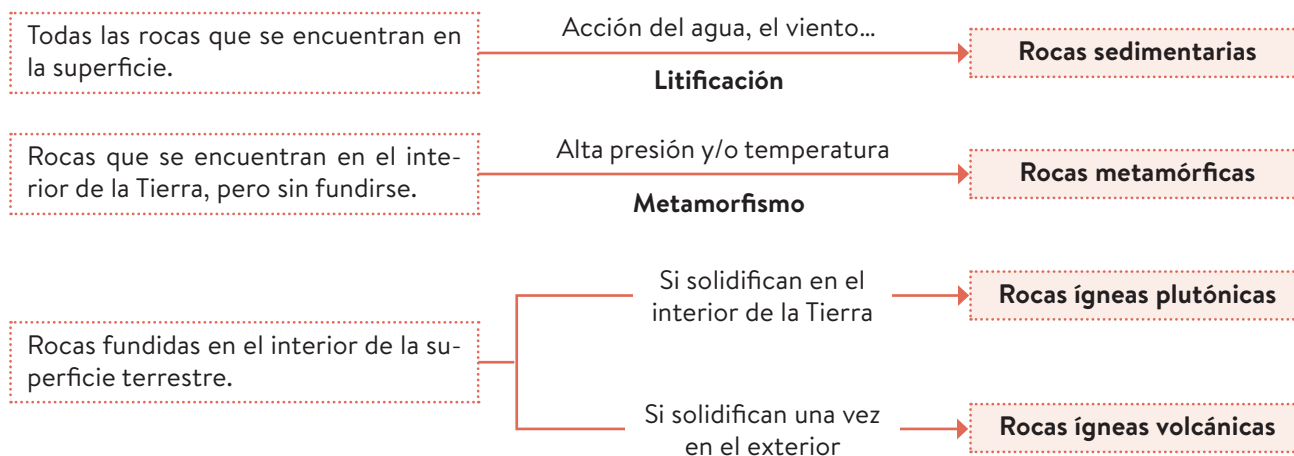 Todas las rocas que se encuentran en
la superficie.
Acción del agua, el viento...
Litificación
Rocas sedimentarias
Rocas que se encuentran en el inte-
rior de la Tierra, pero sin fundirse.
Alta presión y/o temperatura
Metamorfismo
Rocas metamórficas
Rocas fundidas en el interior de la su-
perficie terrestre.
Si solidifican en el
interior de la Tierra
Rocas ígneas plutónicas
Si solidifican una vez
en el exterior
Rocas ígneas volcánicas